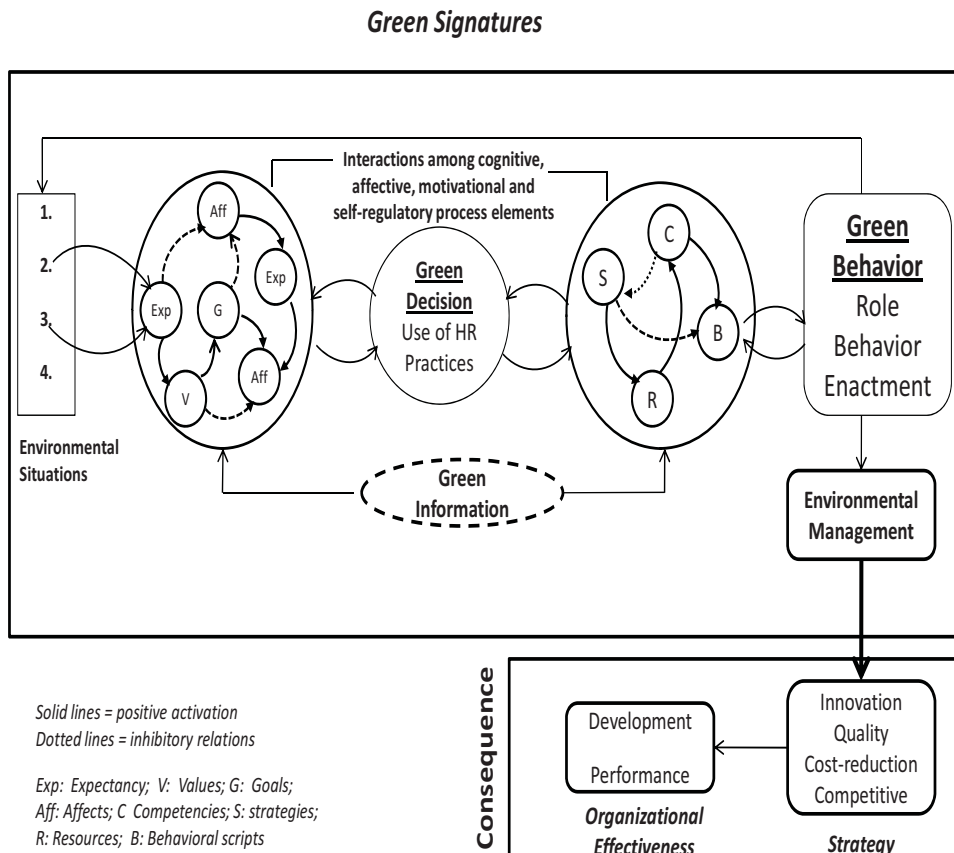 Green Signatures
Interactions among cognitive,
affective, motivational and
self-regulatory process elements
1.
2.
3.
4.
Environmental
Situations
Aff
Exp
Exp
G
Aff
V
Green
Decision
Use of HR
Practices
C
S
B
R
Green
Behavior
Role
Behavior
Enactment
Green
Information
Environmental
Management
Consequence
Innovation
Quality
Cost-reduction
Competitive
Strategy
Development
Performance
Organizational
Effectiveness
Solid lines = positive activation
Dotted lines = inhibitory relations
Exp: Expectancy; V: Values; G: Goals;
Aff: Affects; C Competencies; S: strategies;
R: Resources; B: Behavioral scripts